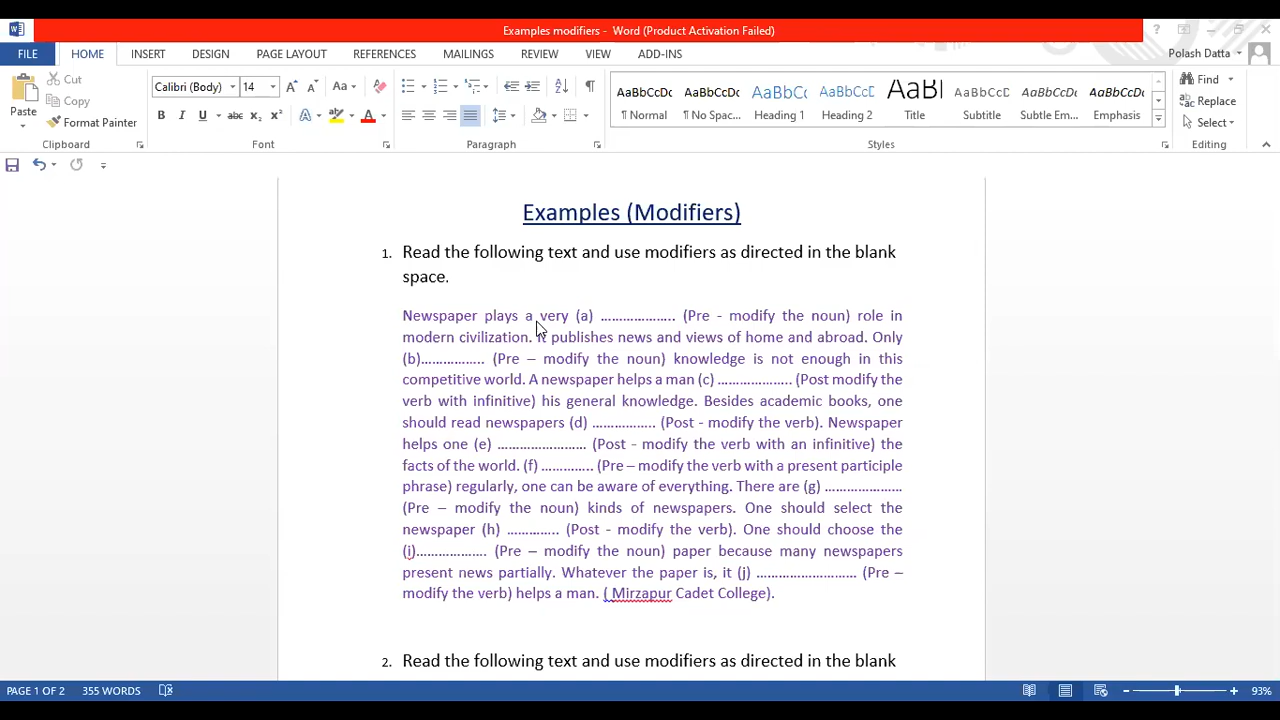 Examples modifiers - Word (Product Activation Failed)
FILE HOME INSERT DESIGN PAGE LAYOUT REFERENCES MAILINGS REVIEW VIEW ADD-INS Polash Datta
Paste
Cut
Copy
Format Painter
Clipboard
Calibri (Body) 14
Font
Paragraph
AaBbCcDc AaBbCcDc AaBbCc AaBbCcD AaBl AaBbCcD AaBbCcDc AaBbCcDc
¶ Normal ¶ No Spac... Heading 1 Heading 2 Title Subtitle Subtle Em... Emphasis
Styles
Find
Replace
Select
Editing
Examples (Modifiers)
1. Read the following text and use modifiers as directed in the blank
space.
Newspaper plays a very (a) ……………….. (Pre - modify the noun) role in
modern civilization. It publishes news and views of home and abroad. Only
(b)…………….. (Pre – modify the noun) knowledge is not enough in this
competitive world. A newspaper helps a man (c) ……………….. (Post modify the
verb with infinitive) his general knowledge. Besides academic books, one
should read newspapers (d) …………….. (Post - modify the verb). Newspaper
helps one (e) …………………… (Post - modify the verb with an infinitive) the
facts of the world. (f) ………….. (Pre – modify the verb with a present participle
phrase) regularly, one can be aware of everything. There are (g) …………………
(Pre – modify the noun) kinds of newspapers. One should select the
newspaper (h) ………….. (Post - modify the verb). One should choose the
(i)………………. (Pre – modify the noun) paper because many newspapers
present news partially. Whatever the paper is, it (j) ……………………… (Pre –
modify the verb) helps a man. ( Mirzapur Cadet College).
2. Read the following text and use modifiers as directed in the blank
PAGE 1 OF 2 355 WORDS 93%